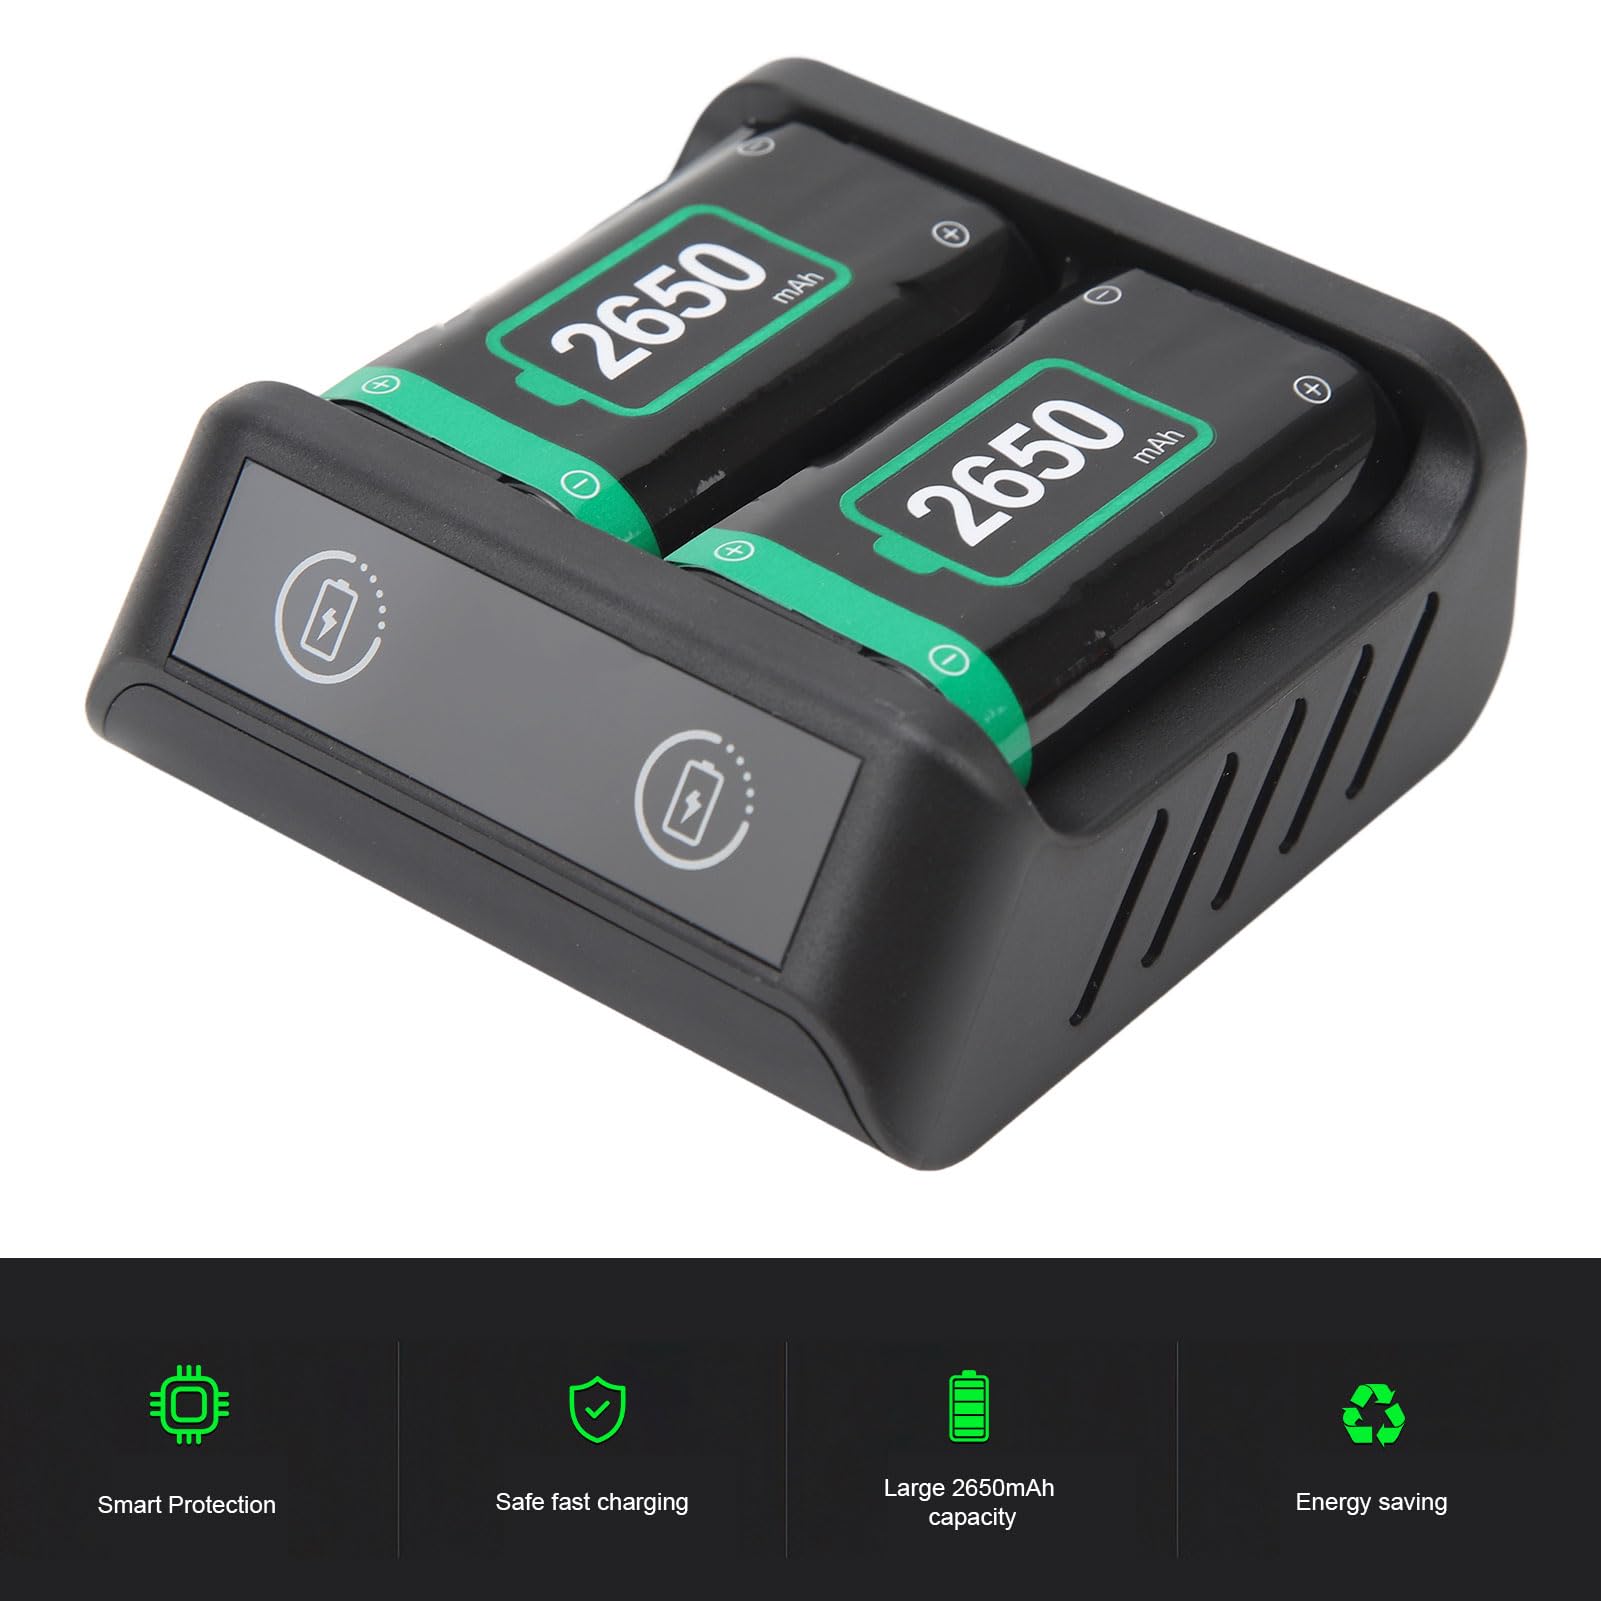 2650
mAh
2650
mAh
Smart Protection
Safe fast charging
Large 2650mAh
capacity
Energy saving